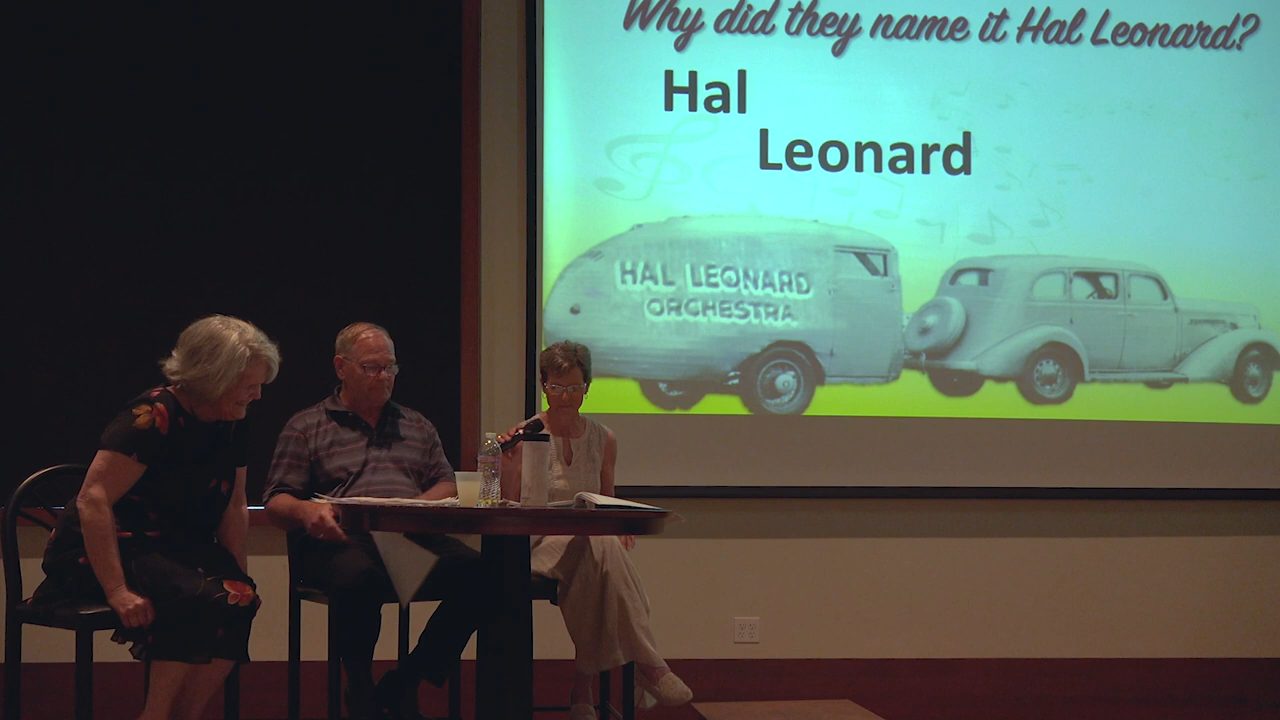 Why did they name it Hal Leonard?
Hal
Leonard
HAL LEONARD
ORCHESTRA